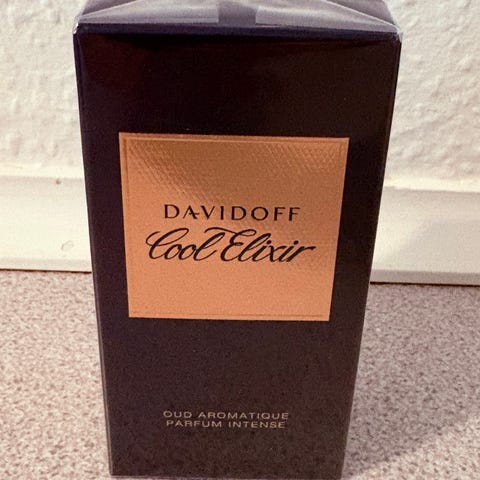 DAVIDOFF
Cool Elixir
OUD AROMATIQUE
PARFUM INTENSE